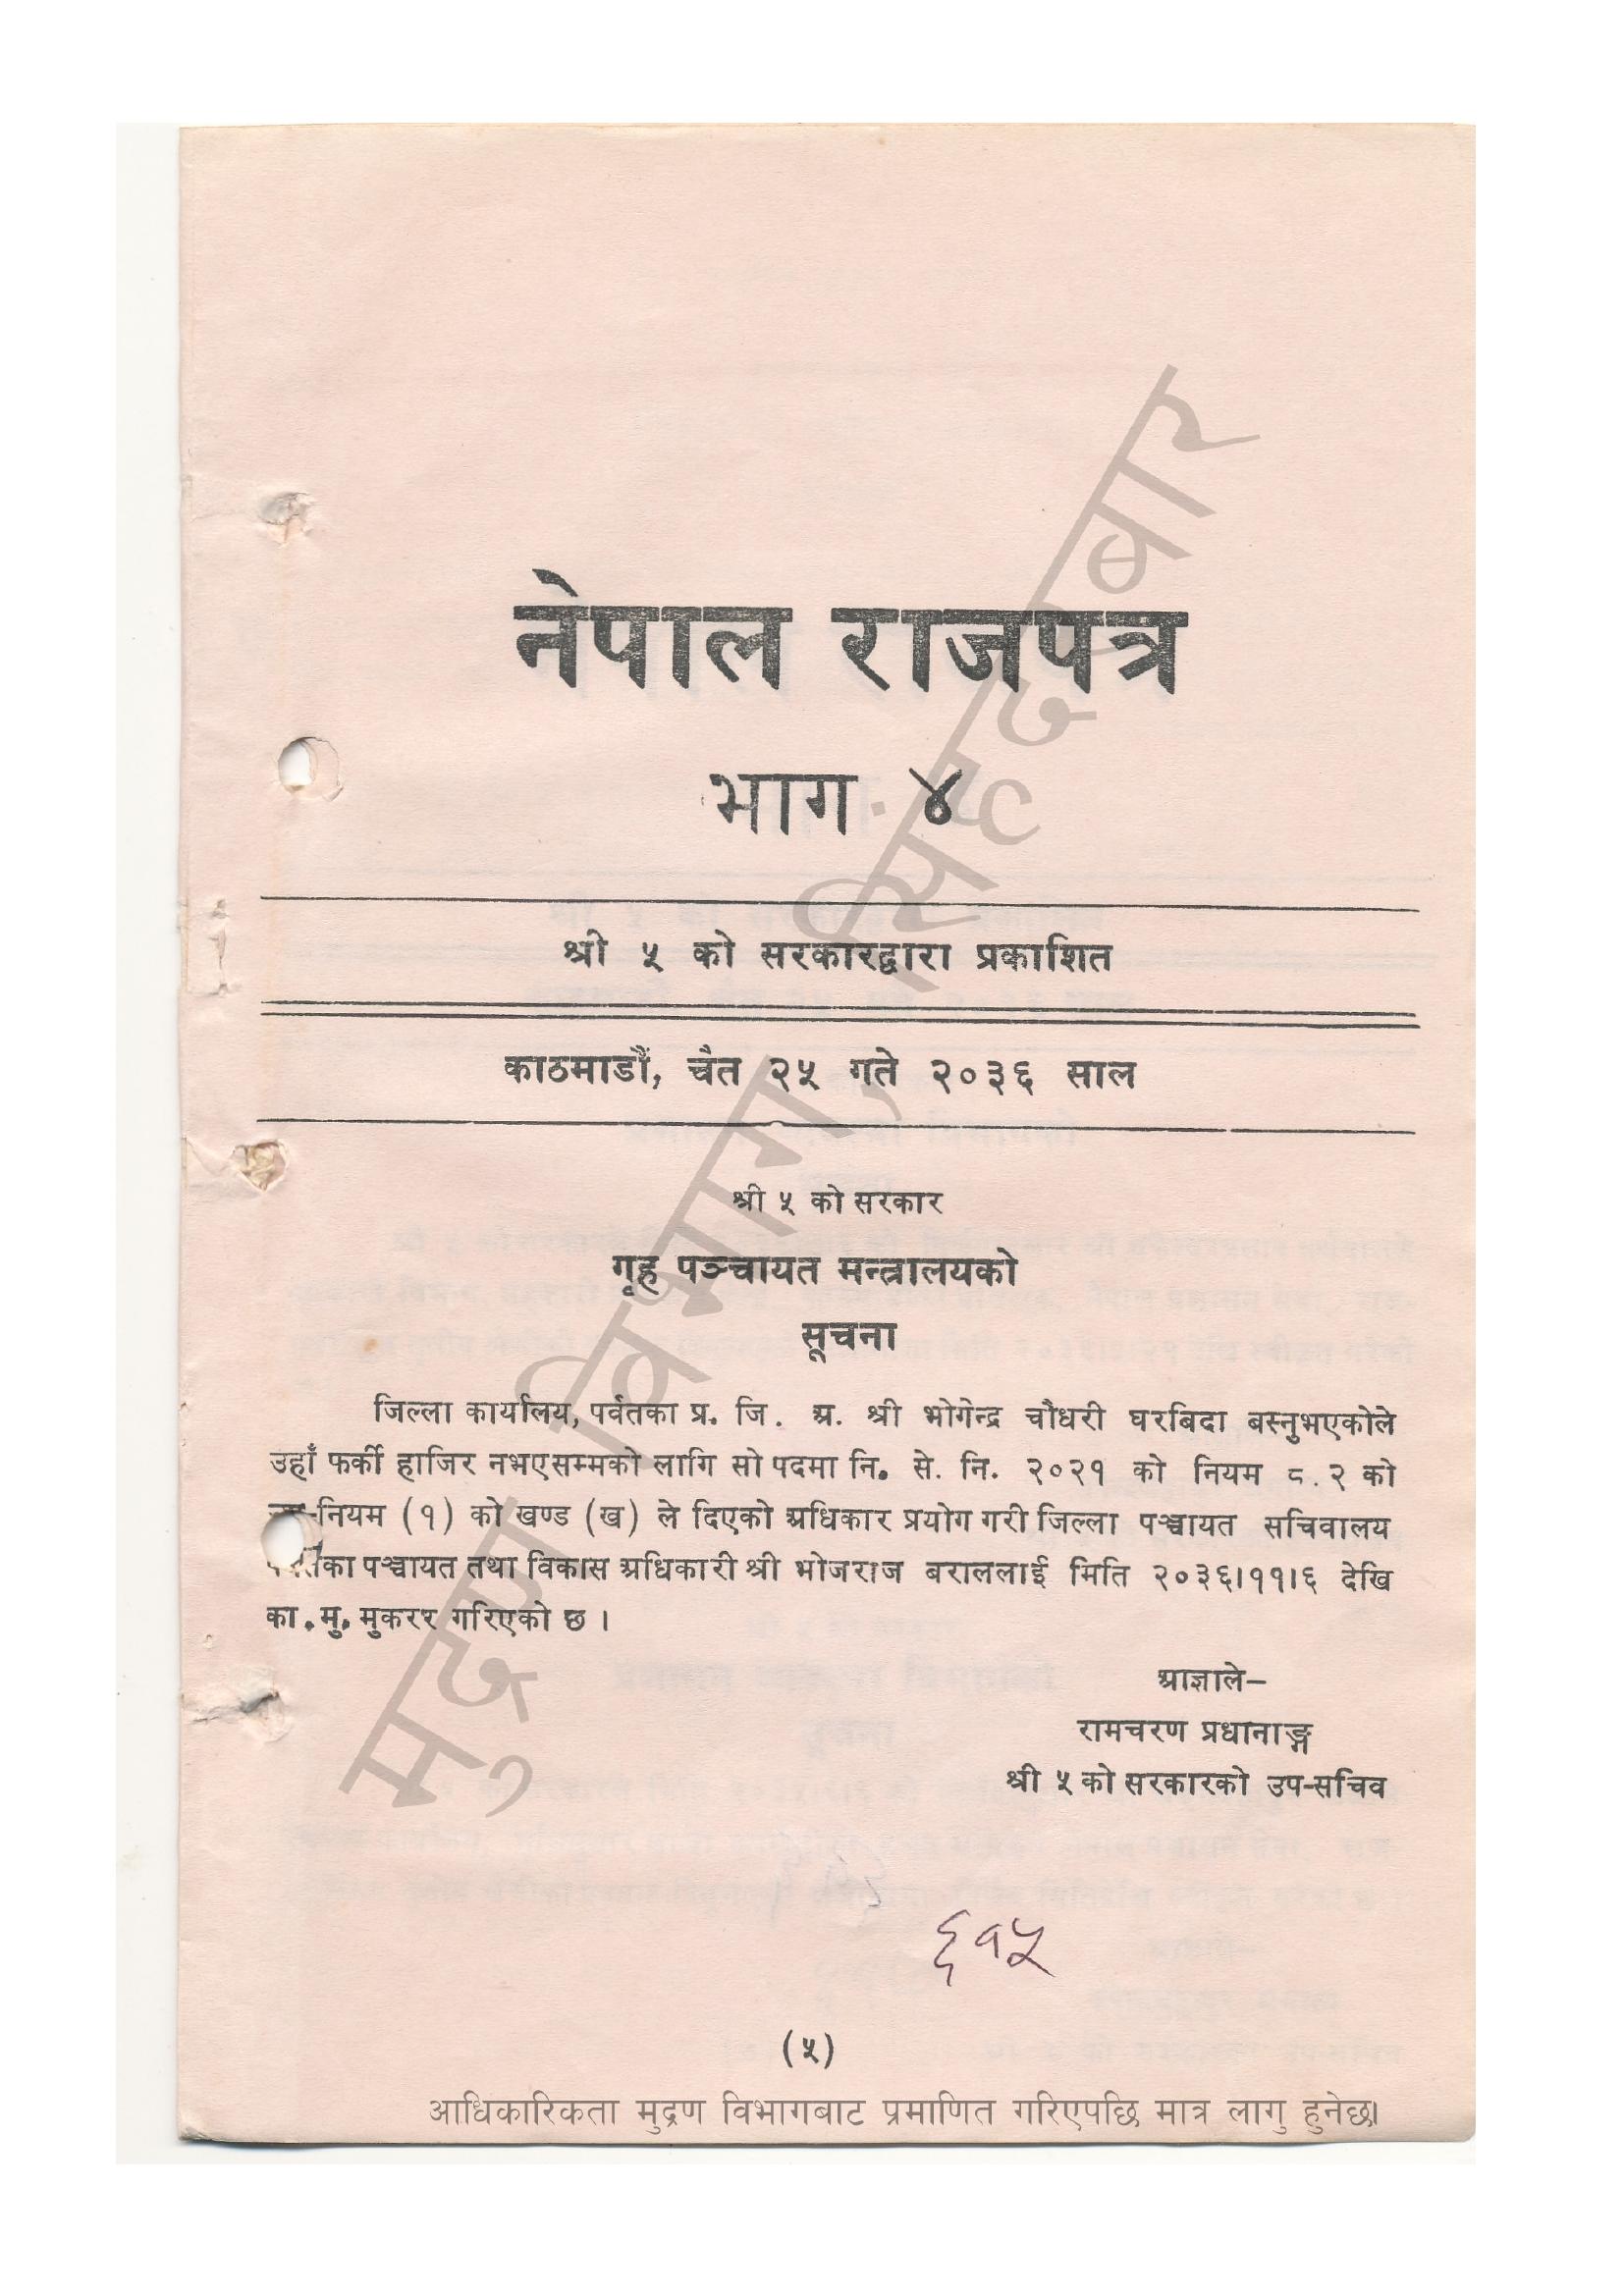 नेपाल राजपत्र
भाग ४
श्री ५ को सरकारद्वारा प्रकाशित
काठमाडौं, चैत २५ गते २०३६ साल
श्री ५ को सरकार
गृह पञ्चायत मन्त्रालयको
सूचना
जिल्ला कार्यालय, पर्वतका प्र. जि. अ. श्री भोगेन्द्र चौधरी घरबिदा बस्नुभएकोले
उहाँ फर्की हाजिर नभएसम्मको लागि सो पदमा नि. से. नि. २०२१ को नियम ८.२ को
-नियम (१) को खण्ड (ख) ले दिएको अधिकार प्रयोग गरी जिल्ला पञ्चायत सचिवालय
पञ्चायत तथा विकास अधिकारी श्री भोजराज बराललाई मिति २०३६।११।६ देखि
का. मु. मुकरर गरिएको छ ।
आज्ञाले–
रामचरण प्रधानाङ्ग
श्री ५ को सरकारको उप-सचिव
६१५
(५)
आधिकारिकता मुद्रण विभागबाट प्रमाणित गरिएपछि मात्र लागु हुनेछ।
मुद्रण विभाग, सिंहदरबार